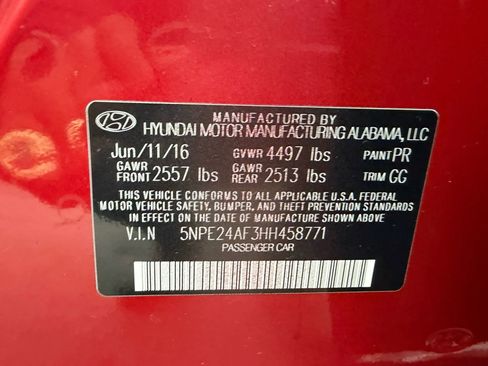 MANUFACTURED BY
HYUNDAI MOTOR MANUFACTURING ALABAMA, LLC
Jun/11/16 GVWR 4497 lbs PAINT PR
GAWR FRONT 2557 lbs GAWR REAR 2513 lbs TRIM GG
THIS VEHICLE CONFORMS TO ALL APPLICABLE U.S.A. FEDERAL
MOTOR VEHICLE SAFETY, BUMPER, AND THEFT PREVENTION STANDARDS
IN EFFECT ON THE DATE OF MANUFACTURE SHOWN ABOVE.
V.I.N 5NPE24AF3HH458771
PASSENGER CAR